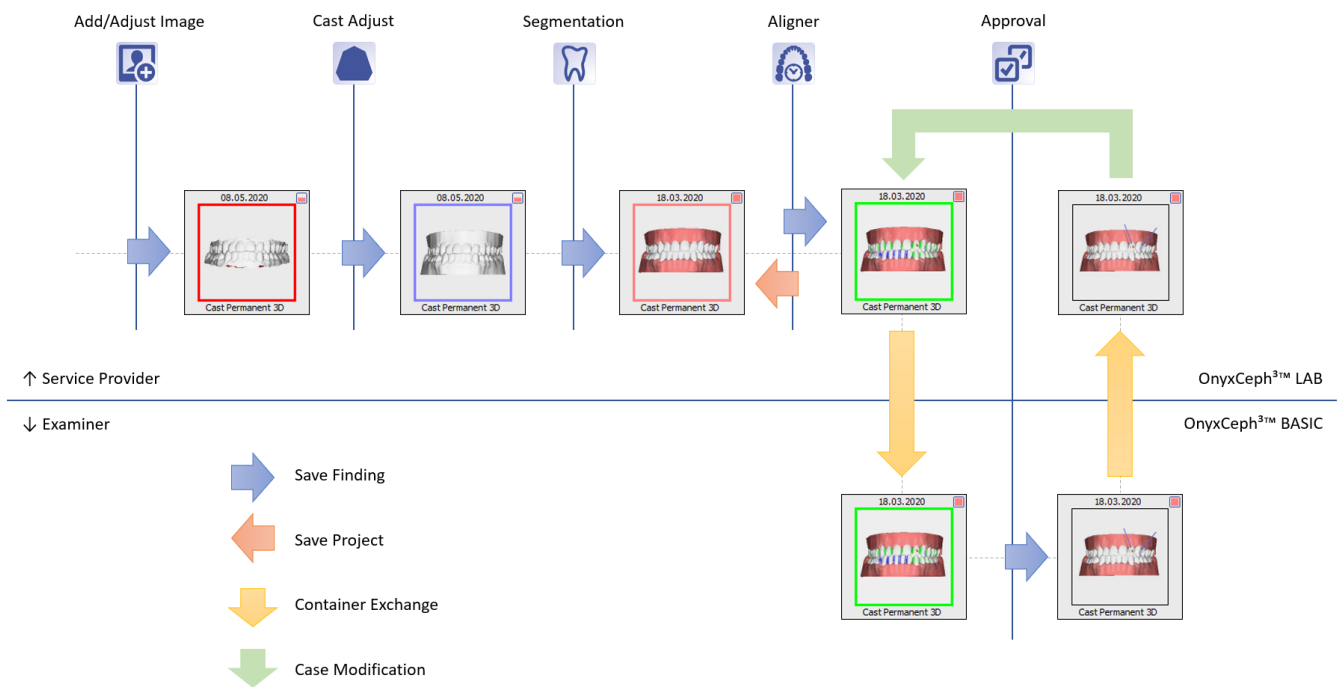 Add/Adjust Image
Cast Adjust
Segmentation
Aligner
Approval
08.05.2020
08.05.2020
18.03.2020
18.03.2020
18.03.2020
Cast Permanent 3D
Cast Permanent 3D
Cast Permanent 3D
Cast Permanent 3D
Cast Permanent 3D
↑ Service Provider
OnyxCeph³™ LAB
↓ Examiner
OnyxCeph³™ BASIC
Save Finding
Save Project
Container Exchange
Case Modification
18.03.2020
18.03.2020
Cast Permanent 3D
Cast Permanent 3D